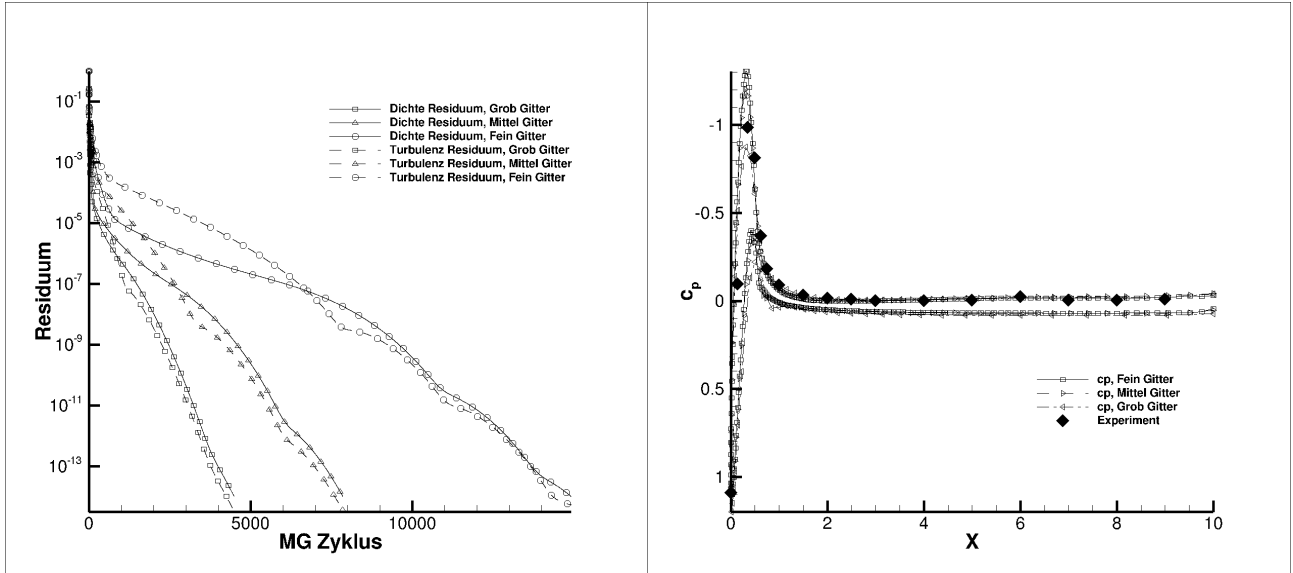 10-1
10-3
10-5
10-7
10-9
10-11
10-13
Residuum
0 5000 10000
MG Zyklus
Dichte Residuum, Grob Gitter
Dichte Residuum, Mittel Gitter
Dichte Residuum, Fein Gitter
Turbulenz Residuum, Grob Gitter
Turbulenz Residuum, Mittel Gitter
Turbulenz Residuum, Fein Gitter
-1
-0.5
0
0.5
1
cp
0 2 4 6 8 10
X
cp, Fein Gitter
cp, Mittel Gitter
cp, Grob Gitter
Experiment